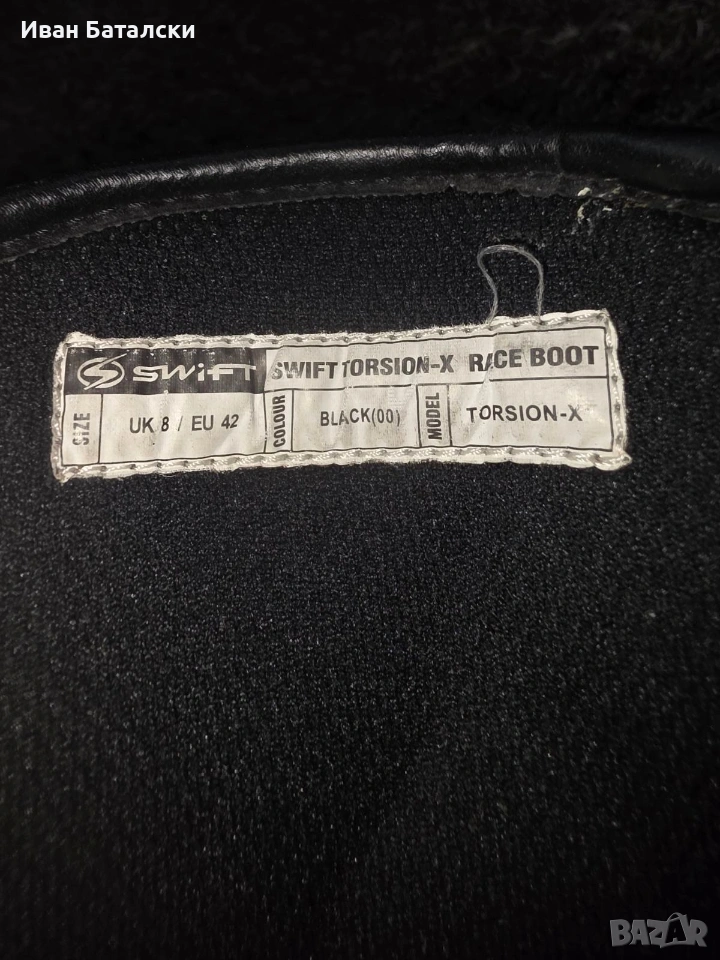 Иван Баталски
SWiFT SWIFT TORSION-X RACE BOOT
SIZE UK 8 / EU 42 COLOUR BLACK(00) MODEL TORSION-X
BAZAR